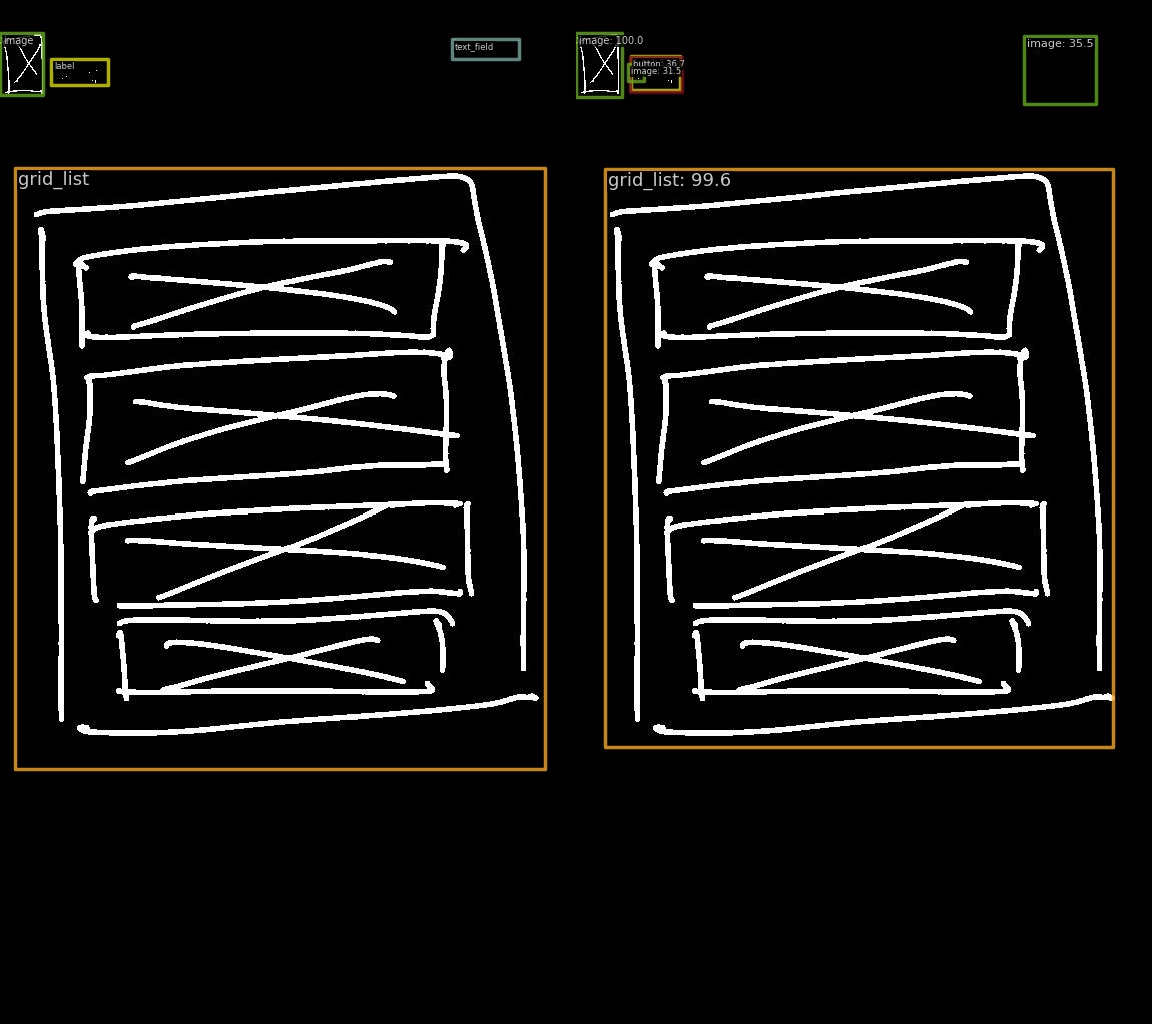 image
label
text_field
grid_list
image: 100.0
button: 36.7
image: 31.5
image: 35.5
grid_list: 99.6